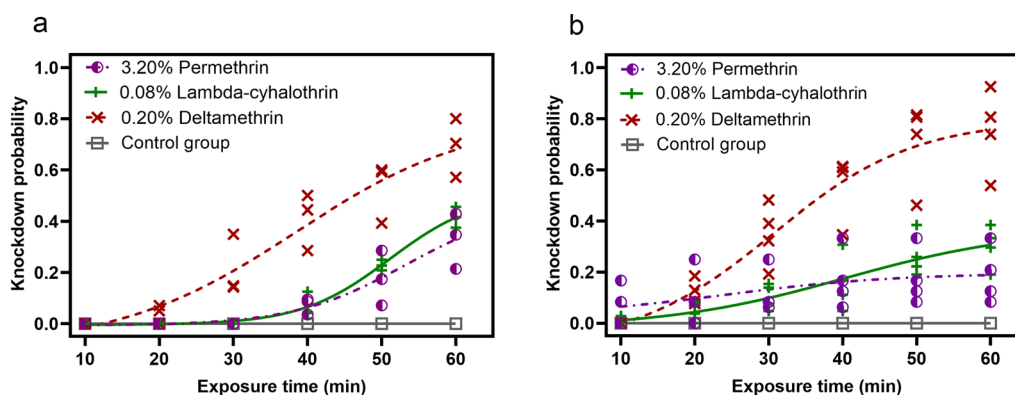 a
1.0
0.8
0.6
0.4
0.2
0.0
Knockdown probability
3.20% Permethrin
0.08% Lambda-cyhalothrin
0.20% Deltamethrin
Control group
10 20 30 40 50 60
Exposure time (min)
b
1.0
0.8
0.6
0.4
0.2
0.0
Knockdown probability
3.20% Permethrin
0.08% Lambda-cyhalothrin
0.20% Deltamethrin
Control group
10 20 30 40 50 60
Exposure time (min)